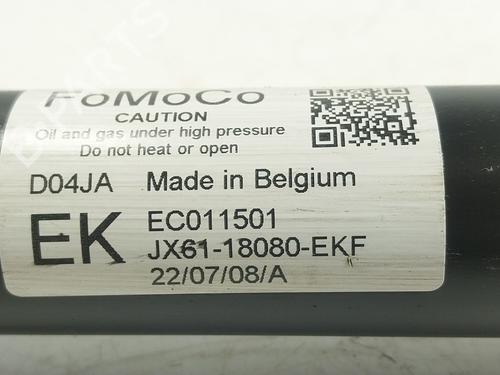 FoMoCo
CAUTION
Oil and gas under high pressure
Do not heat or open
D04JA Made in Belgium
EK
EC011501
JX61-18080-EKF
22/07/08/A